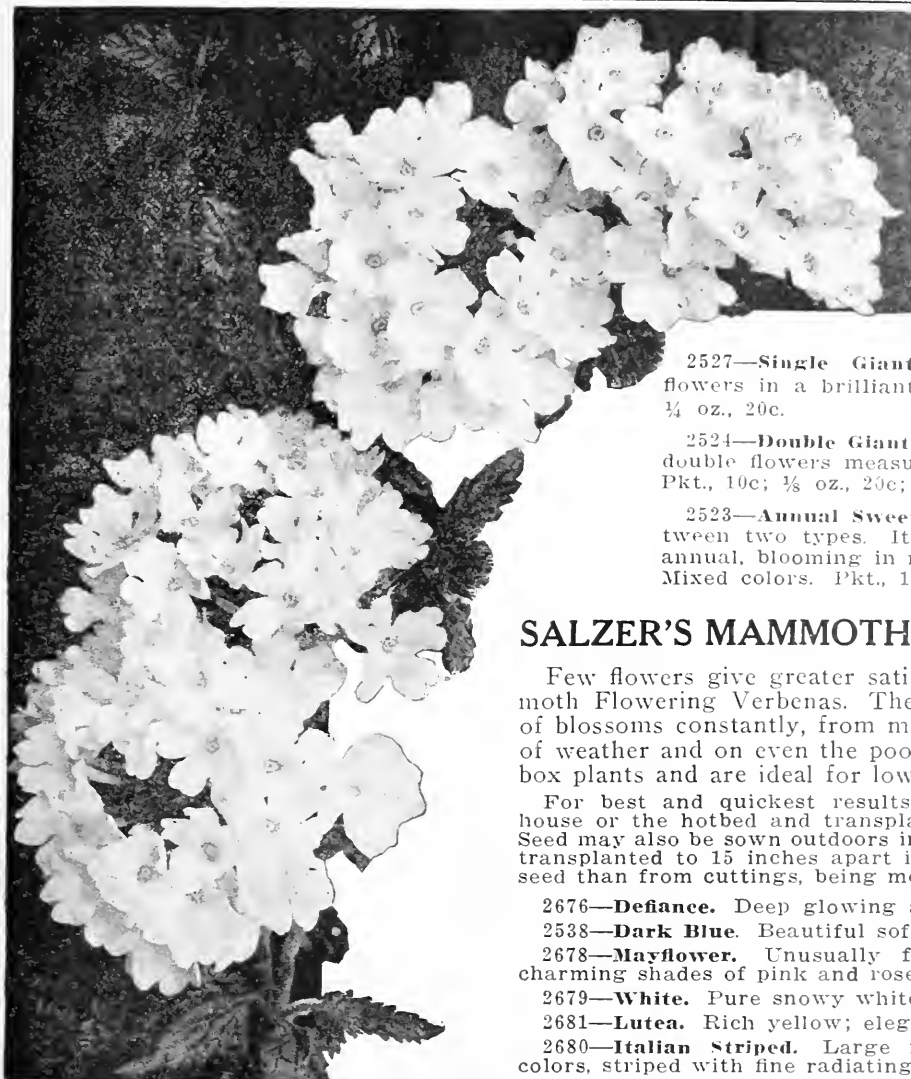 2527—Single Giant
flowers in a brilliant
¼ oz., 20c.
2524—Double Giant
double flowers measu
Pkt., 10c; ⅛ oz., 20c;
2523—Annual Swee
tween two types. It
annual, blooming in
Mixed colors. Pkt., 1
SALZER'S MAMMOTH
Few flowers give greater sati
moth Flowering Verbenas. The
of blossoms constantly, from m
of weather and on even the poo
box plants and are ideal for low
For best and quickest results
house or the hotbed and transpla
Seed may also be sown outdoors in
transplanted to 15 inches apart i
seed than from cuttings, being mo
2676—Defiance. Deep glowing
2538—Dark Blue. Beautiful sof
2678—Mayflower. Unusually f
charming shades of pink and rose
2679—White. Pure snowy white
2681—Lutea. Rich yellow; eleg
2680—Italian Striped. Large
colors, striped with fine radiating